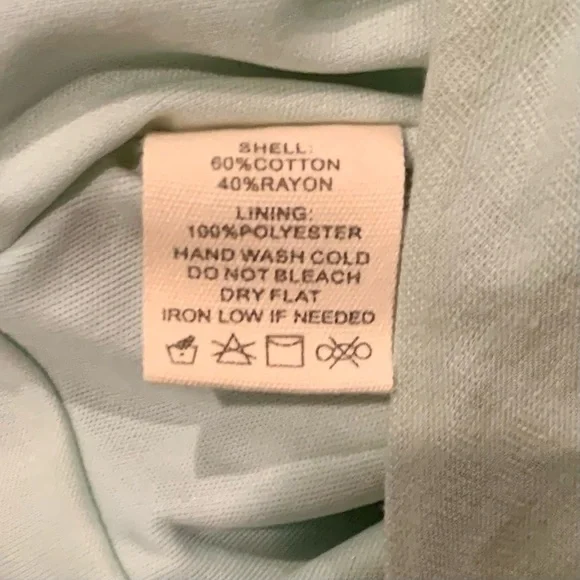 SHELL:
60%COTTON
40%RAYON
LINING:
100%POLYESTER
HAND WASH COLD
DO NOT BLEACH
DRY FLAT
IRON LOW IF NEEDED